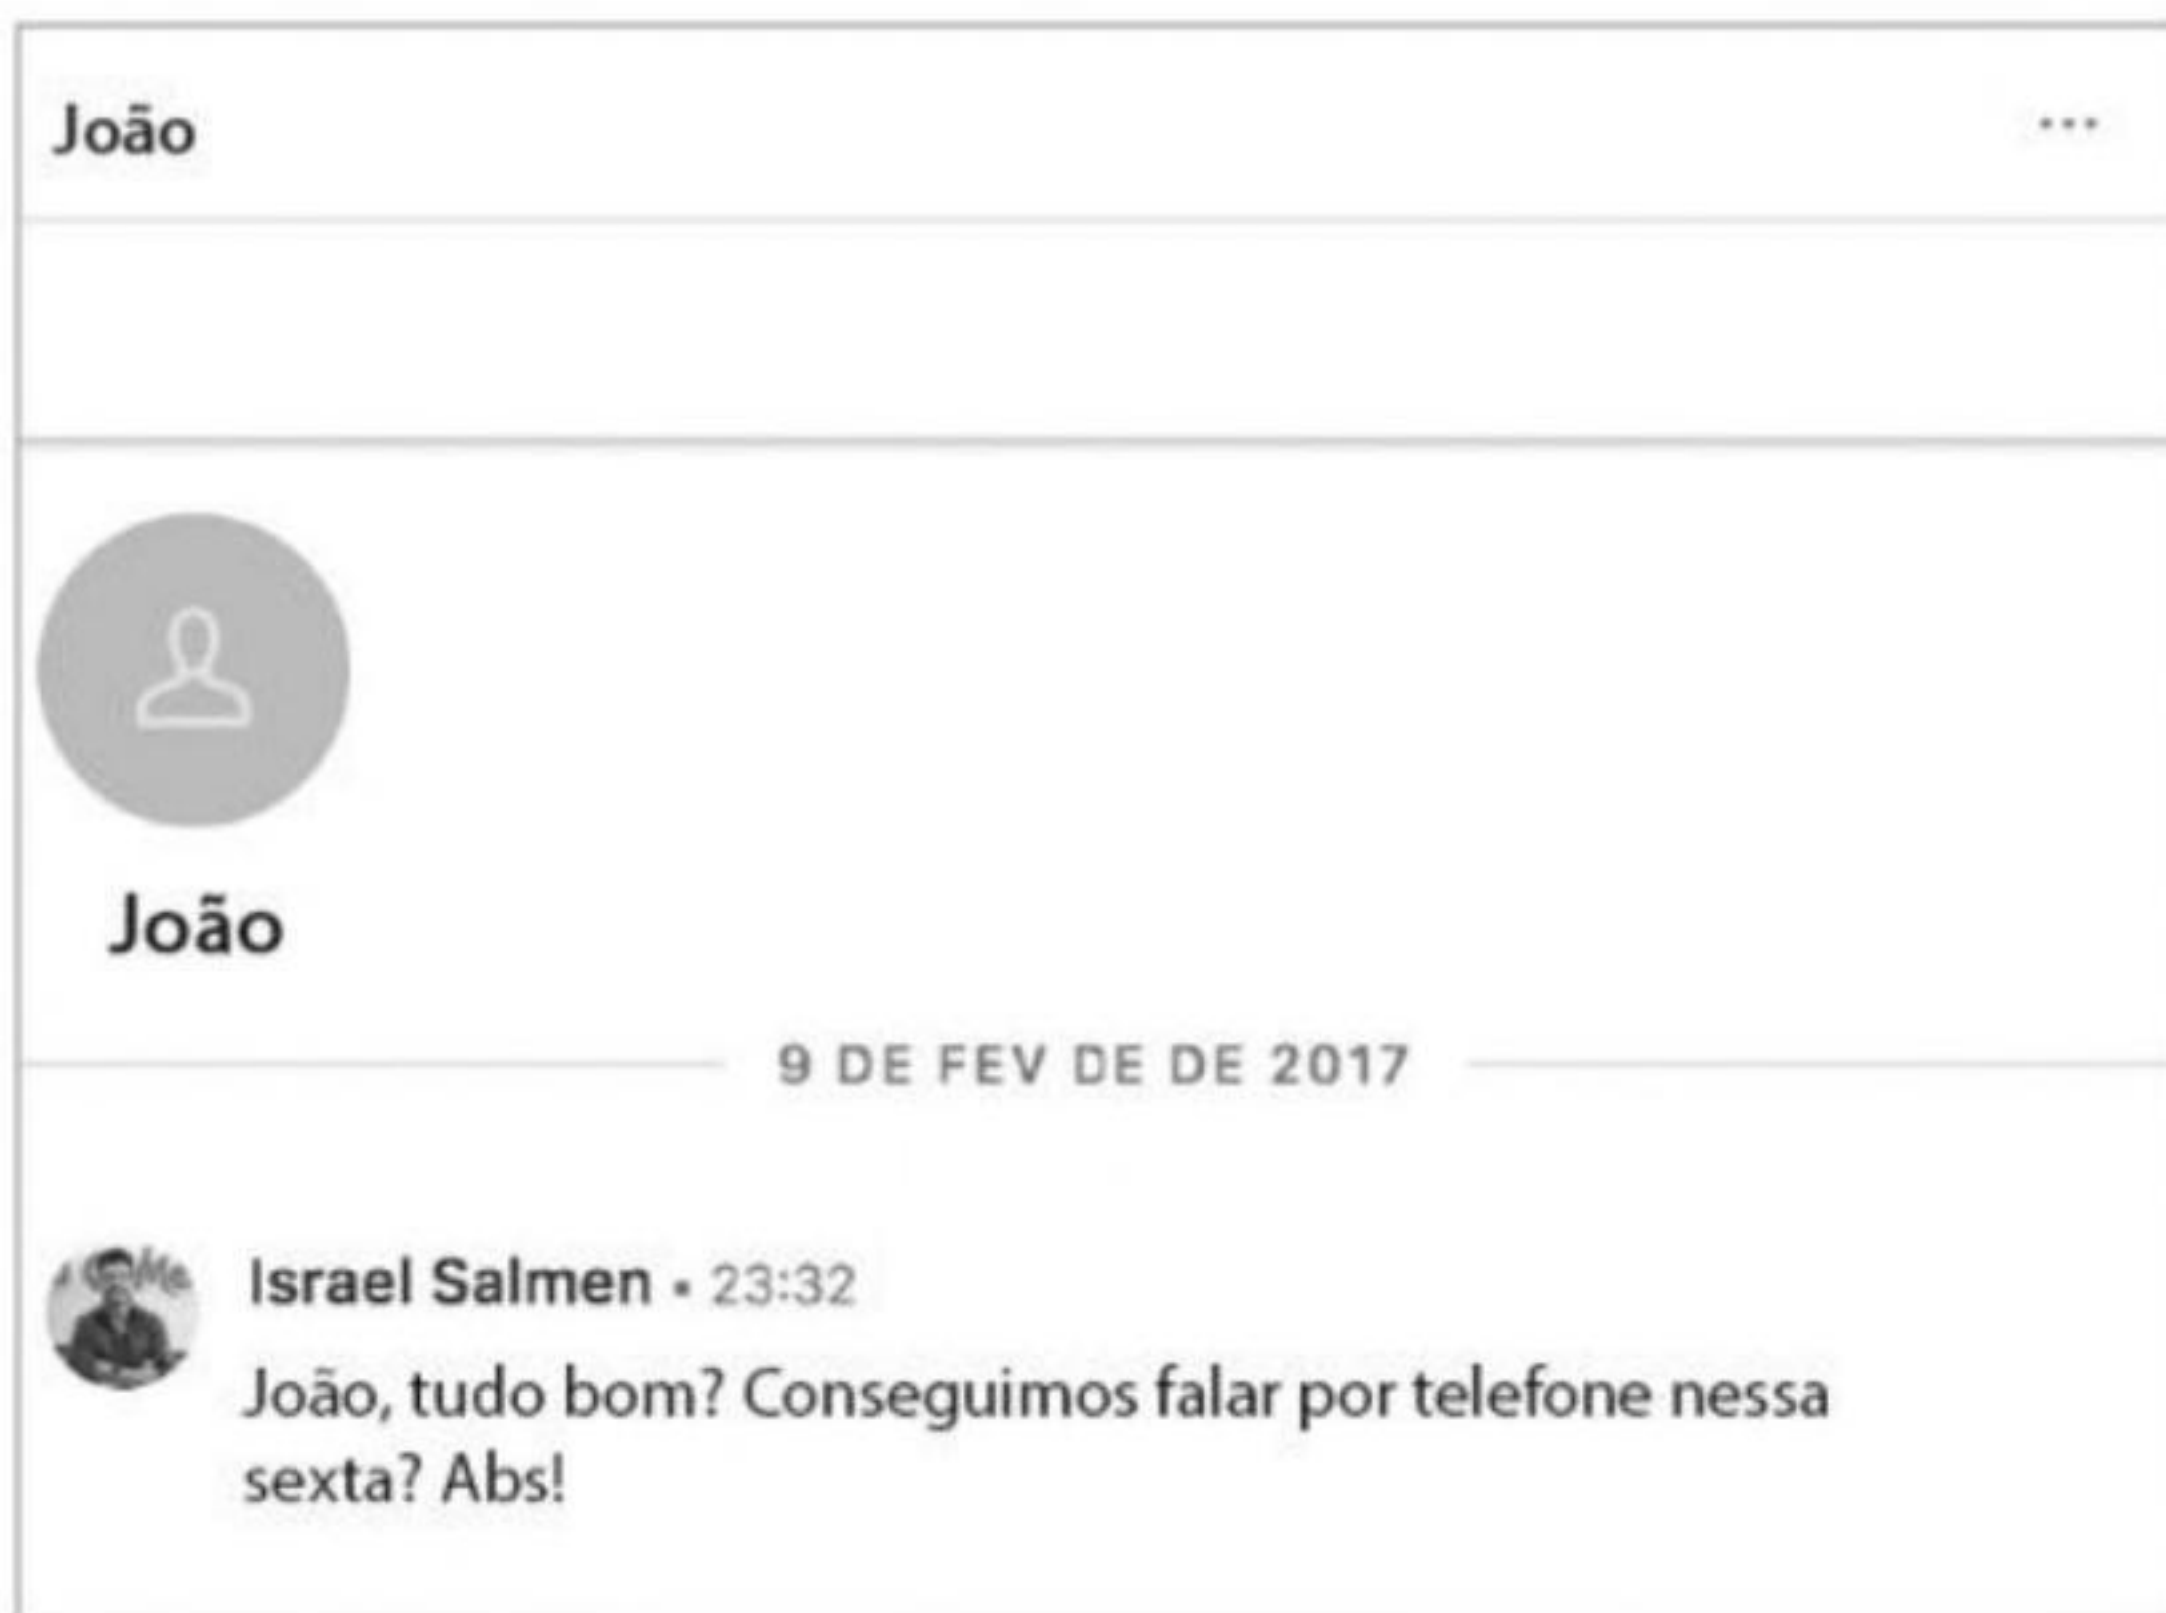 João
João
9 DE FEV DE DE 2017
Israel Salmen • 23:32
João, tudo bom? Conseguimos falar por telefone nessa
sexta? Abs!